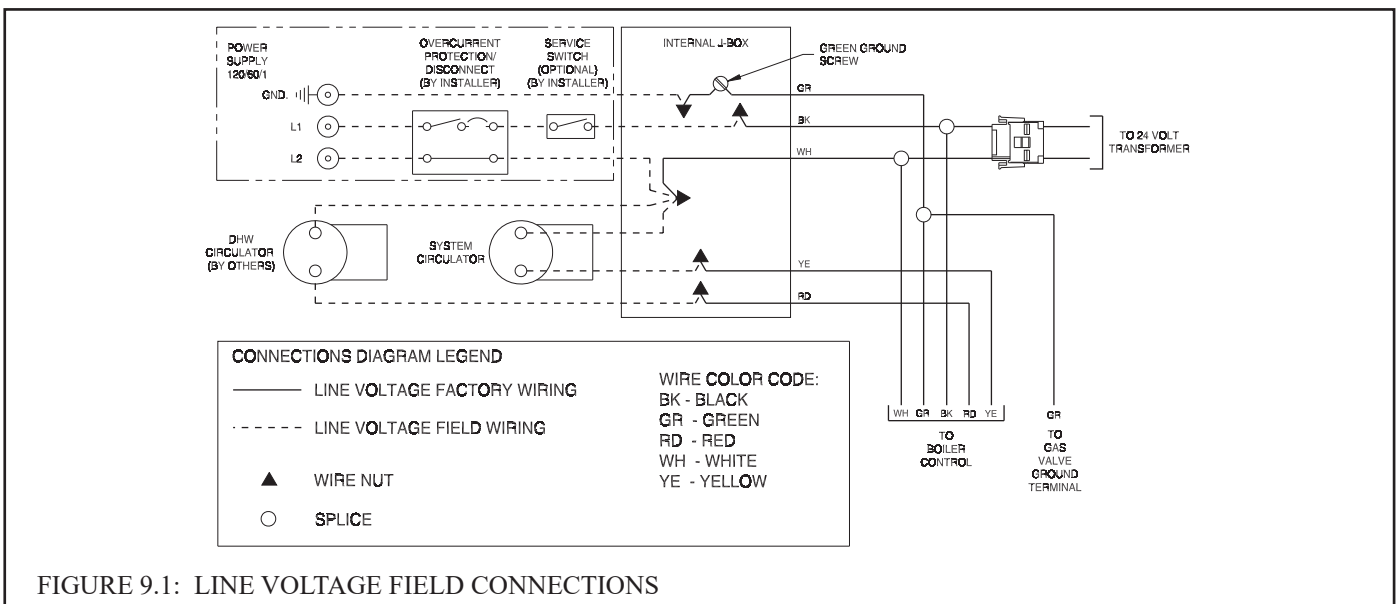 POWER
SUPPLY
120/60/1
OVERCURRENT
PROTECTION/
DISCONNECT
(BY INSTALLER)
SERVICE
SWITCH
(OPTIONAL)
(BY INSTALLER)
INTERNAL J-BOX
GREEN GROUND
SCREW
GND.
GR
L1
BK
L2
WH
TO 24 VOLT
TRANSFORMER
DHW
CIRCULATOR
(BY OTHERS)
SYSTEM
CIRCULATOR
YE
RD
CONNECTIONS DIAGRAM LEGEND
LINE VOLTAGE FACTORY WIRING
LINE VOLTAGE FIELD WIRING
WIRE NUT
SPLICE
WIRE COLOR CODE:
BK - BLACK
GR - GREEN
RD - RED
WH - WHITE
YE - YELLOW
WH GR BK RD YE
TO
BOILER
CONTROL
GR
TO
GAS
VALVE
GROUND
TERMINAL
FIGURE 9.1: LINE VOLTAGE FIELD CONNECTIONS